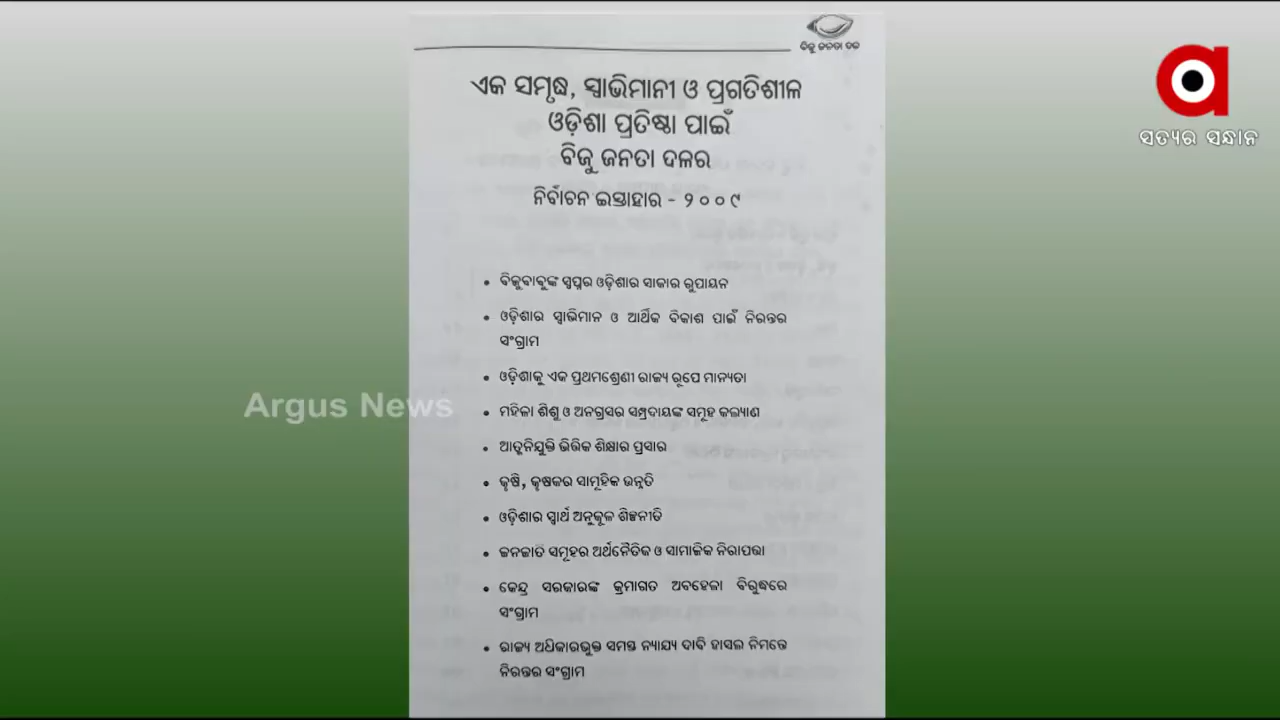 ବିଜୁ ଜନତା ଦଳ
ଏକ ସମୃଦ୍ଧ, ସ୍ୱାଭିମାନୀ ଓ ପ୍ରଗତିଶୀଳ
ଓଡ଼ିଶା ପ୍ରତିଷ୍ଠା ପାଇଁ
ବିଜୁ ଜନତା ଦଳର
ନିର୍ବାଚନ ଇସ୍ତାହାର - ୨୦୦୯
• ବିଜୁବାବୁଙ୍କ ସ୍ୱପ୍ନର ଓଡ଼ିଶାର ସାକାର ରୂପାୟନ
• ଓଡ଼ିଶାର ସ୍ୱାଭିମାନ ଓ ଆର୍ଥିକ ବିକାଶ ପାଇଁ ନିରନ୍ତର
ସଂଗ୍ରାମ
• ଓଡ଼ିଶାକୁ ଏକ ପ୍ରଥମଶ୍ରେଣୀ ରାଜ୍ୟ ରୂପେ ମାନ୍ୟତା
• ମହିଳା ଶିଶୁ ଓ ଅନଗ୍ରସର ସମ୍ପ୍ରଦାୟଙ୍କ ସମୂହ କଲ୍ୟାଣ
• ଆତ୍ମନିଯୁକ୍ତି ଭିତ୍ତିକ ଶିକ୍ଷାର ପ୍ରସାର
• କୃଷି, କୃଷକର ସାମୂହିକ ଉନ୍ନତି
• ଓଡ଼ିଶାର ସ୍ୱାର୍ଥ ଅନୁକୂଳ ଶିଳ୍ପନୀତି
• ଜନଜାତି ସମୂହର ଅର୍ଥନୈତିକ ଓ ସାମାଜିକ ନିରାପତ୍ତା
• କେନ୍ଦ୍ର ସରକାରଙ୍କ କ୍ରମାଗତ ଅବହେଳା ବିରୁଦ୍ଧରେ
ସଂଗ୍ରାମ
• ରାଜ୍ୟ ଅଧିକାରଭୁକ୍ତ ସମସ୍ତ ନ୍ୟାଯ୍ୟ ଦାବି ହାସଲ ନିମନ୍ତେ
ନିରନ୍ତର ସଂଗ୍ରାମ
ସତ୍ୟର ସନ୍ଧାନ
Argus News